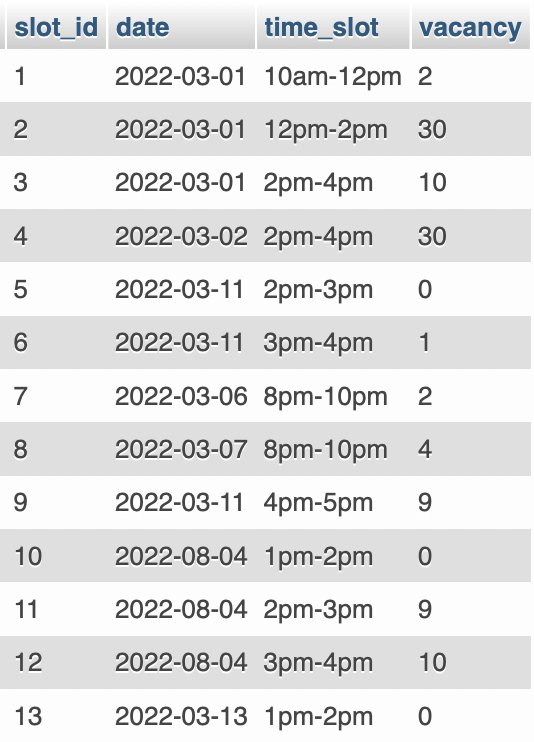 slot_id date time_slot vacancy
1 2022-03-01 10am-12pm 2
2 2022-03-01 12pm-2pm 30
3 2022-03-01 2pm-4pm 10
4 2022-03-02 2pm-4pm 30
5 2022-03-11 2pm-3pm 0
6 2022-03-11 3pm-4pm 1
7 2022-03-06 8pm-10pm 2
8 2022-03-07 8pm-10pm 4
9 2022-03-11 4pm-5pm 9
10 2022-08-04 1pm-2pm 0
11 2022-08-04 2pm-3pm 9
12 2022-08-04 3pm-4pm 10
13 2022-03-13 1pm-2pm 0